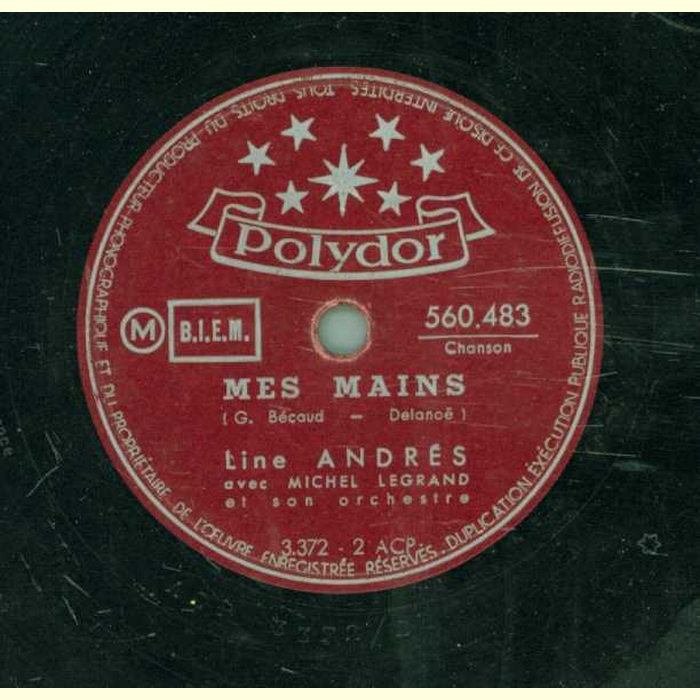 Polydor
M
B.I.E.M.
560.483
Chanson
MES MAINS
(G. Bécaud - Delanoë)
Line ANDRÉS
avec MICHEL LEGRAND
et son orchestre
3.372 - 2 ACP.
TOUS DROITS DU PRODUCTEUR PHONOGRAPHIQUE ET DU PROPRIÉTAIRE DE L'ŒUVRE ENREGISTRÉE RÉSERVÉS. DUPLICATION EXÉCUTION PUBLIQUE RADIODIFFUSION DE CE DISQUE INTERDITES